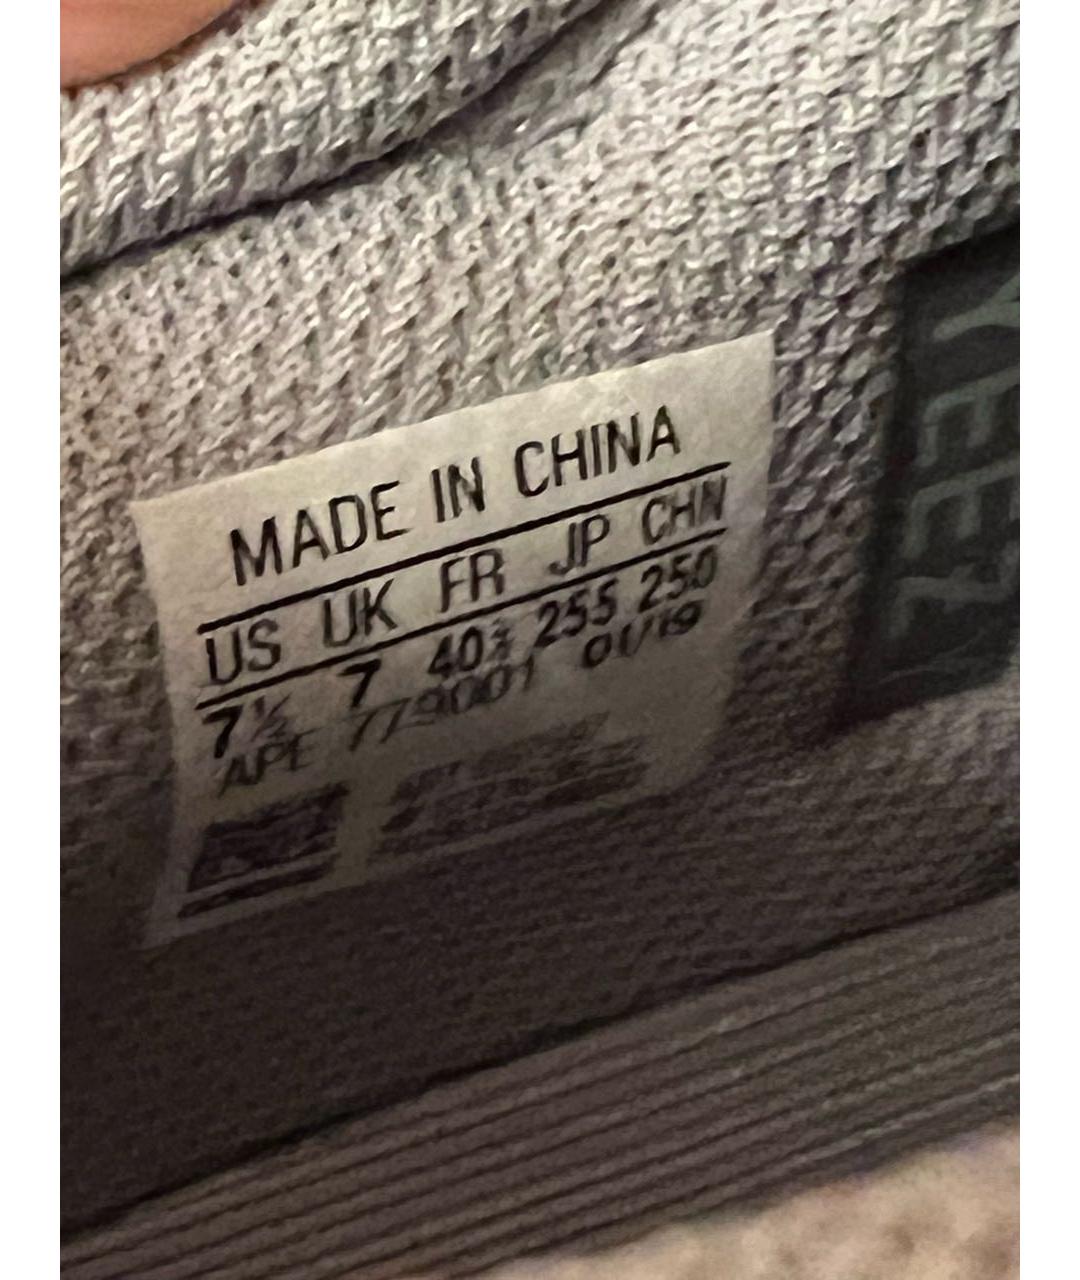 MADE IN CHINA
US UK FR JP CHN
7½ 7 40⅔ 255 250
APE 779001 01/19
YEEZY